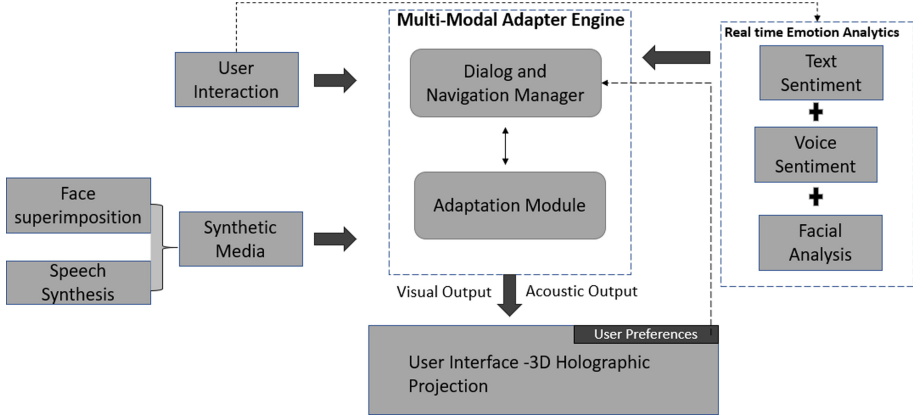 Multi-Modal Adapter Engine
Real time Emotion Analytics
User
Interaction
Dialog and
Navigation Manager
Text
Sentiment
+
Voice
Sentiment
+
Facial
Analysis
Face
superimposition
Speech
Synthesis
Synthetic
Media
Adaptation Module
Visual Output
Acoustic Output
User Preferences
User Interface -3D Holographic
Projection